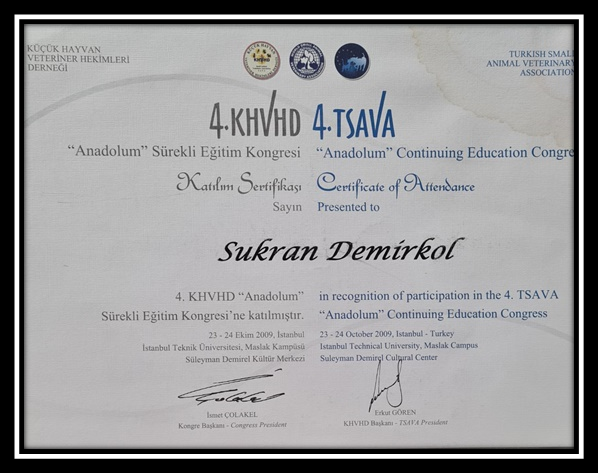 KÜÇÜK HAYVAN
VETERİNER HEKİMLERİ
DERNEĞİ
TURKISH SMALL
ANIMAL VETERINARY
ASSOCIATION
4.KHVHD
"Anadolum" Sürekli Eğitim Kongresi
Katılım Sertifikası
Sayın
4.TSAVA
"Anadolum" Continuing Education Congre
Certificate of Attendance
Presented to
Sukran Demirkol
4. KHVHD "Anadolum"
Sürekli Eğitim Kongresi'ne katılmıştır.
23 - 24 Ekim 2009, İstanbul
İstanbul Teknik Üniversitesi, Maslak Kampüsü
Süleyman Demirel Kültür Merkezi
in recognition of participation in the 4. TSAVA
"Anadolum" Continuing Education Congress
23 - 24 October 2009, Istanbul - Turkey
Istanbul Technical University, Maslak Campus
Suleyman Demirel Cultural Center
İsmet ÇOLAKEL
Kongre Başkanı - Congress President
Erkut GÖREN
KHVHD Başkanı - TSAVA President